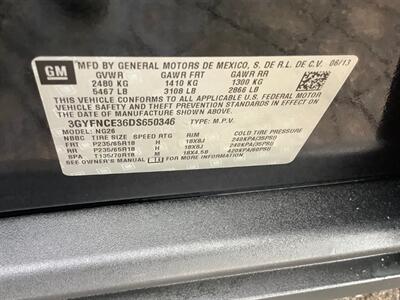 GM
MFD BY GENERAL MOTORS DE MEXICO, S. DE R.L. DE C.V. 06/13
GVWR GAWR FRT GAWR RR
2480 KG 1410 KG 1300 KG
5467 LB 3108 LB 2866 LB
THIS VEHICLE CONFORMS TO ALL APPLICABLE U.S. FEDERAL MOTOR
VEHICLE SAFETY AND THEFT PREVENTION STANDARDS IN EFFECT
ON THE DATE OF MANUFACTURE SHOWN ABOVE.
3GYFNCE36DS650346 TYPE: M.P.V.
MODEL: NG26
TIRE SIZE RIM COLD TIRE PRESSURE
FRT P235/65R18 H 18X8J 240KPA(35PSI)
RR P235/65R18 H 18X8J 240KPA(35PSI)
SPA T135/70R18 M 18X4.5B 420KPA(60PSI)
SEE OWNER'S MANUAL FOR ADDITIONAL INFORMATION.